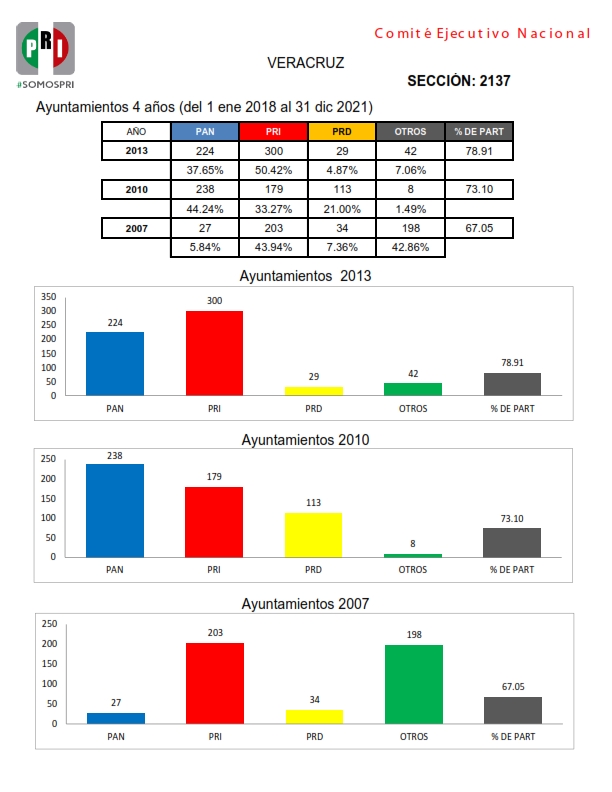 Comité Ejecutivo Nacional
PRI
#SOMOSPRI
VERACRUZ
SECCIÓN: 2137
Ayuntamientos 4 años (del 1 ene 2018 al 31 dic 2021)
AÑO PAN PRI PRD OTROS % DE PART
2013 224 300 29 42 78.91
37.65% 50.42% 4.87% 7.06%
2010 238 179 113 8 73.10
44.24% 33.27% 21.00% 1.49%
2007 27 203 34 198 67.05
5.84% 43.94% 7.36% 42.86%
Ayuntamientos 2013
350
300
250
200
150
100
50
0
224 300 29 42 78.91
PAN PRI PRD OTROS % DE PART
Ayuntamientos 2010
250
200
150
100
50
0
238 179 113 8 73.10
PAN PRI PRD OTROS % DE PART
Ayuntamientos 2007
250
200
150
100
50
0
27 203 34 198 67.05
PAN PRI PRD OTROS % DE PART